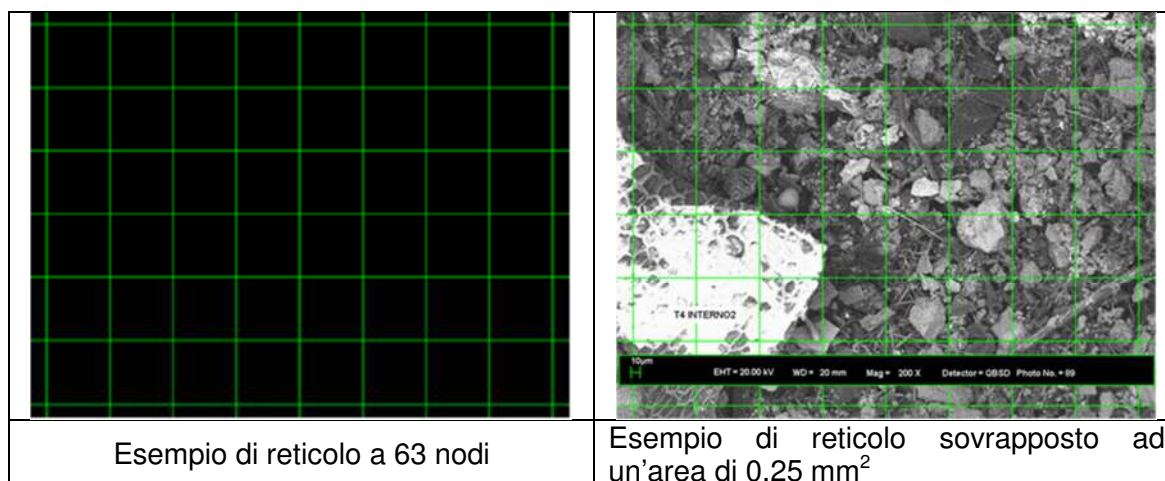 T4 INTERNO2
10µm
EHT = 20.00 kV WD = 20 mm Mag = 200 X Detector = QBSD Photo No. = 89
Esempio di reticolo a 63 nodi
Esempio di reticolo sovrapposto ad
un'area di 0,25 mm²